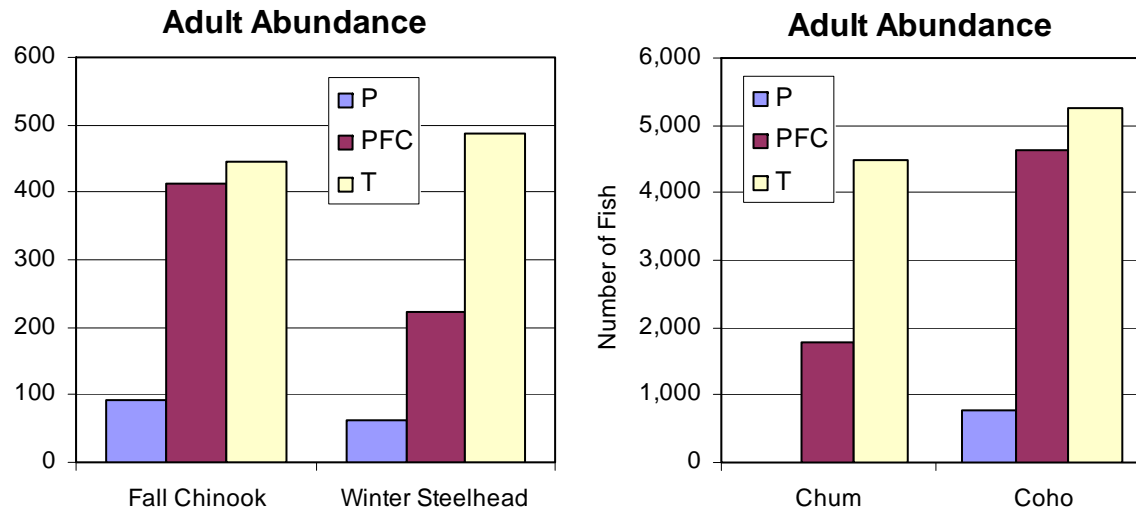 Adult Abundance
600
500
400
300
200
100
0
P
PFC
T
Fall Chinook
Winter Steelhead
Adult Abundance
Number of Fish
6,000
5,000
4,000
3,000
2,000
1,000
0
P
PFC
T
Chum
Coho